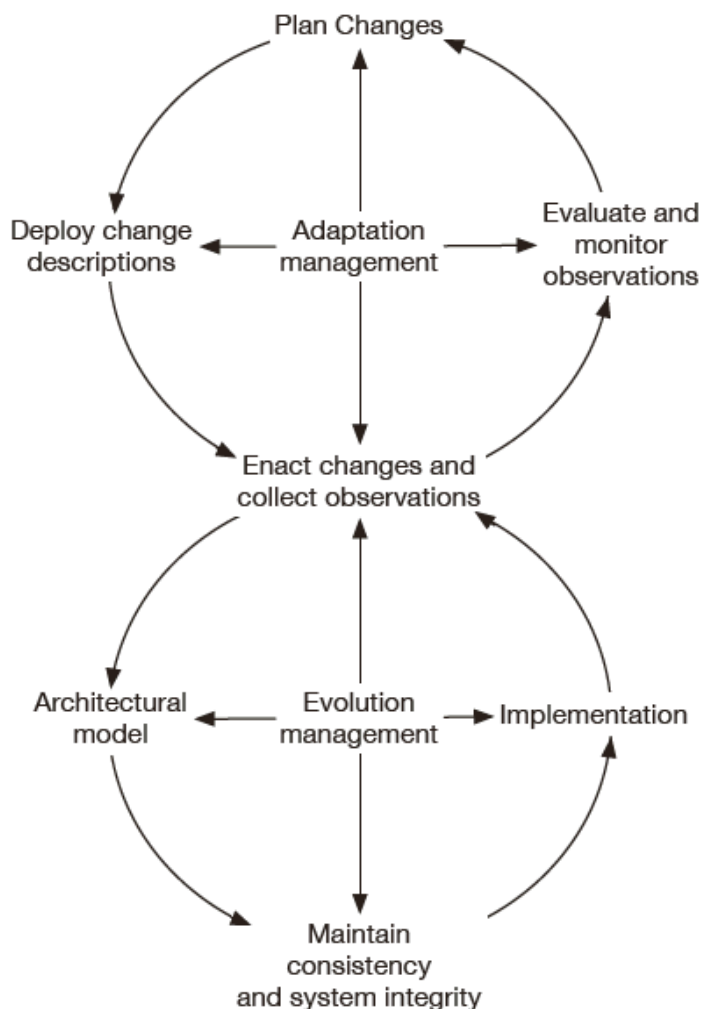 Plan Changes
Deploy change
descriptions
Adaptation
management
Evaluate and
monitor
observations
Enact changes and
collect observations
Architectural
model
Evolution
management
Implementation
Maintain
consistency
and system integrity